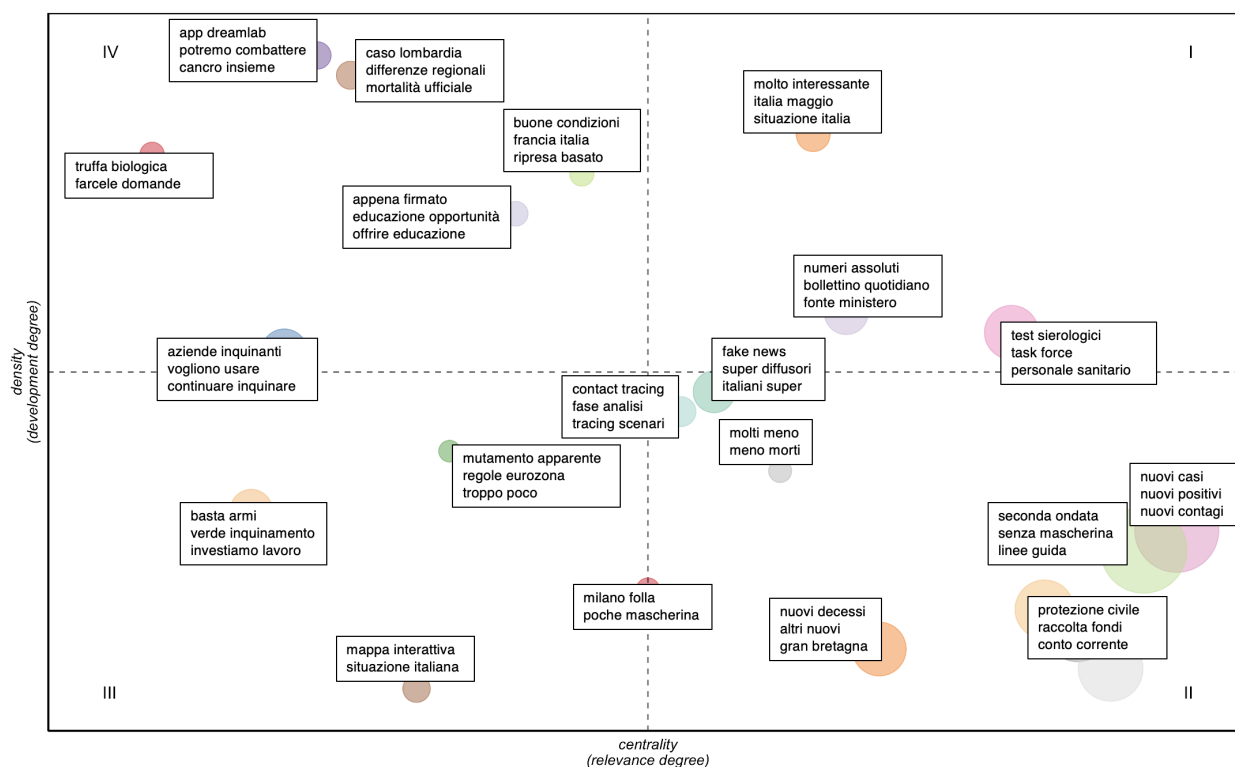 IV
I
app dreamlab
potremo combattere
cancro insieme
caso lombardia
differenze regionali
mortalità ufficiale
molto interessante
italia maggio
situazione italia
buone condizioni
francia italia
ripresa basato
truffa biologica
farcele domande
appena firmato
educazione opportunità
offrire educazione
numeri assoluti
bollettino quotidiano
fonte ministero
test sierologici
task force
personale sanitario
aziende inquinanti
vogliono usare
continuare inquinare
fake news
super diffusori
italiani super
contact tracing
fase analisi
tracing scenari
molti meno
meno morti
mutamento apparente
regole eurozona
troppo poco
nuovi casi
nuovi positivi
nuovi contagi
seconda ondata
senza mascherina
linee guida
basta armi
verde inquinamento
investiamo lavoro
milano folla
poche mascherina
nuovi decessi
altri nuovi
gran bretagna
protezione civile
raccolta fondi
conto corrente
mappa interattiva
situazione italiana
III
II
density
(development degree)
centrality
(relevance degree)